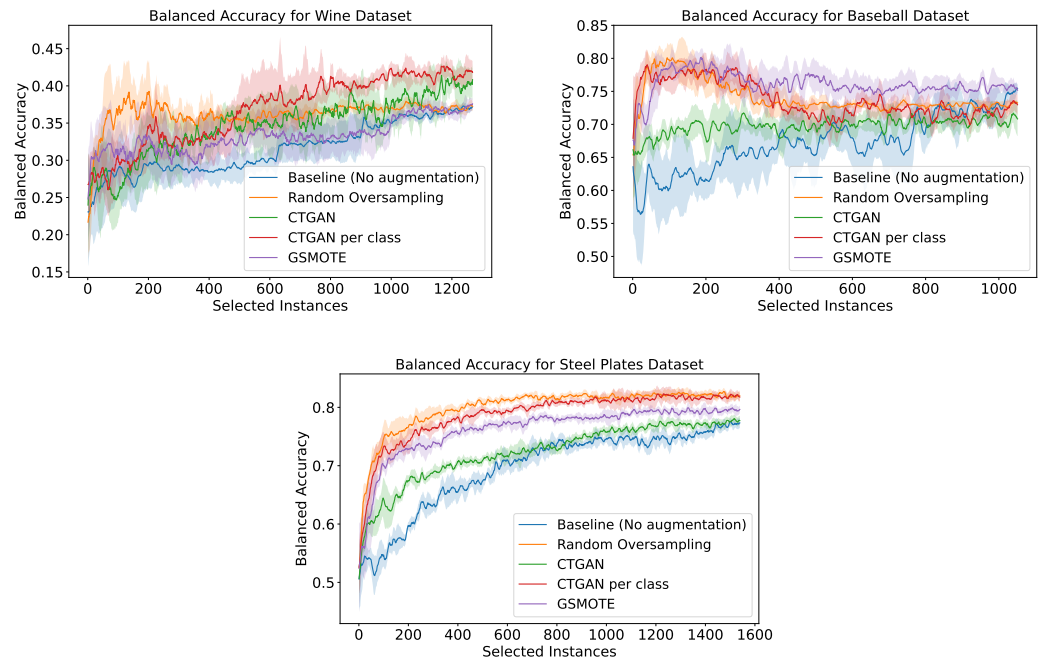 Balanced Accuracy for Wine Dataset
Balanced Accuracy
0.45
0.40
0.35
0.30
0.25
0.20
0.15
Baseline (No augmentation)
Random Oversampling
CTGAN
CTGAN per class
GSMOTE
0 200 400 600 800 1000 1200
Selected Instances
Balanced Accuracy for Baseball Dataset
Balanced Accuracy
0.85
0.80
0.75
0.70
0.65
0.60
0.55
0.50
Baseline (No augmentation)
Random Oversampling
CTGAN
CTGAN per class
GSMOTE
0 200 400 600 800 1000
Selected Instances
Balanced Accuracy for Steel Plates Dataset
Balanced Accuracy
0.8
0.7
0.6
0.5
Baseline (No augmentation)
Random Oversampling
CTGAN
CTGAN per class
GSMOTE
0 200 400 600 800 1000 1200 1400 1600
Selected Instances